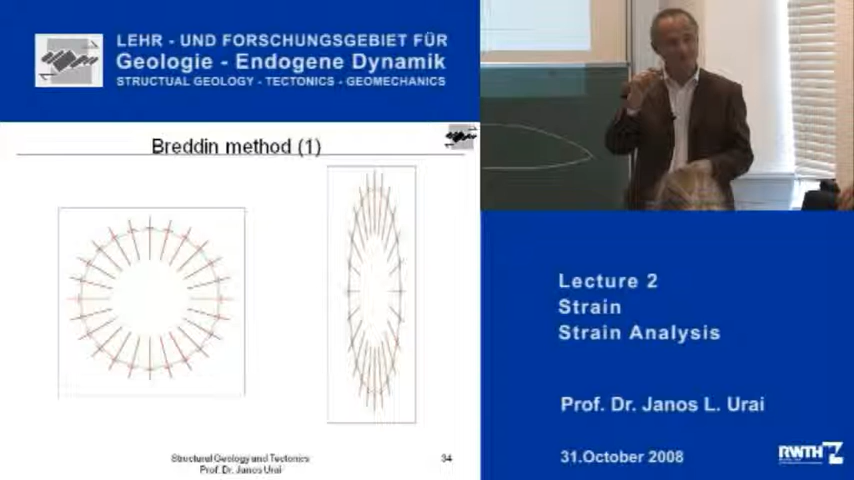 LEHR - UND FORSCHUNGSGEBIET FÜR
Geologie - Endogene Dynamik
STRUCTURAL GEOLOGY - TECTONICS - GEOMECHANICS
Breddin method (1)
Structural Geology and Tectonics
Prof. Dr. Janos Urai
34
Lecture 2
Strain
Strain Analysis
Prof. Dr. Janos L. Urai
31.October 2008
RWTH